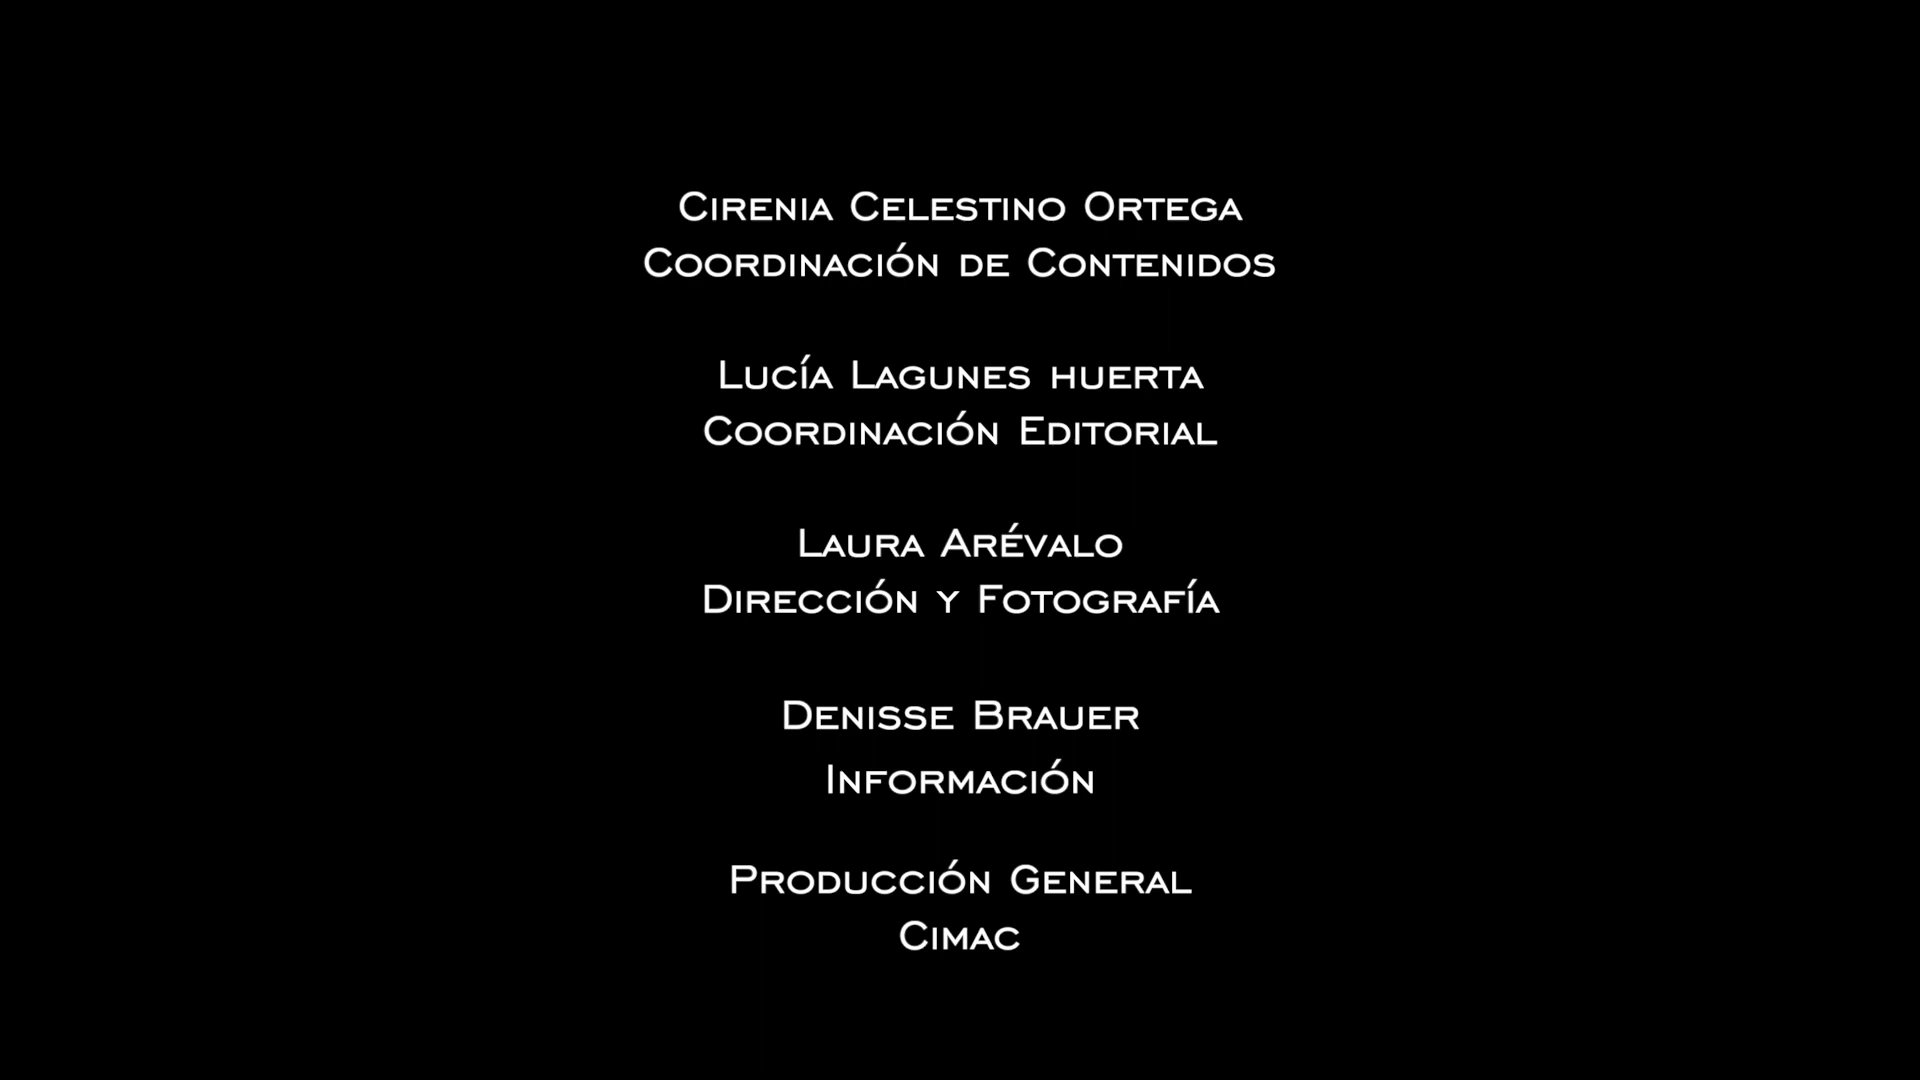 Cirenia Celestino Ortega
Coordinación de Contenidos
Lucía Lagunes huerta
Coordinación Editorial
Laura Arévalo
Dirección y Fotografía
Denisse Brauer
Información
Producción General
Cimac